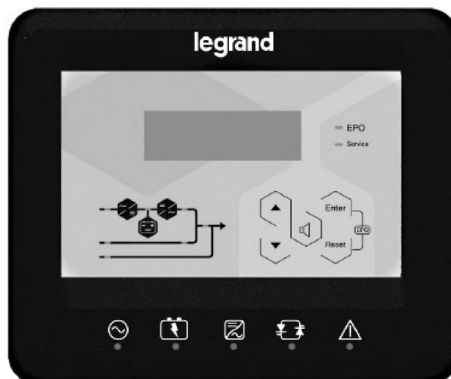 legrand
EPO
Service
Enter
Reset
EPO